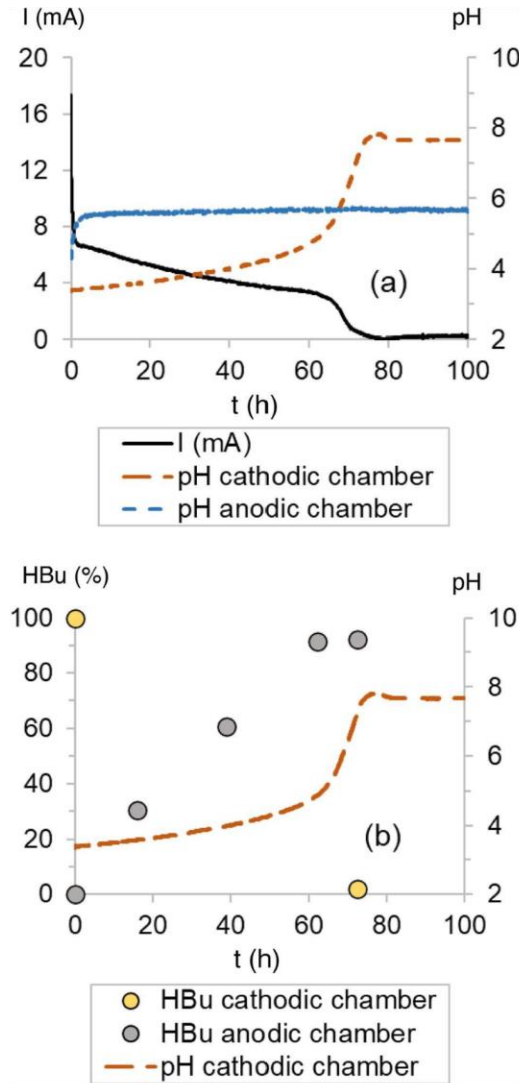 I (mA) pH
20 10
16 8
12
8 6
4 4
0 2
0 20 40 60 80 100
(a)
t (h)
I (mA)
pH cathodic chamber
pH anodic chamber
HBu (%) pH
100 10
80 8
60 6
40 4
20
0 2
0 20 40 60 80 100
(b)
t (h)
HBu cathodic chamber
HBu anodic chamber
pH cathodic chamber